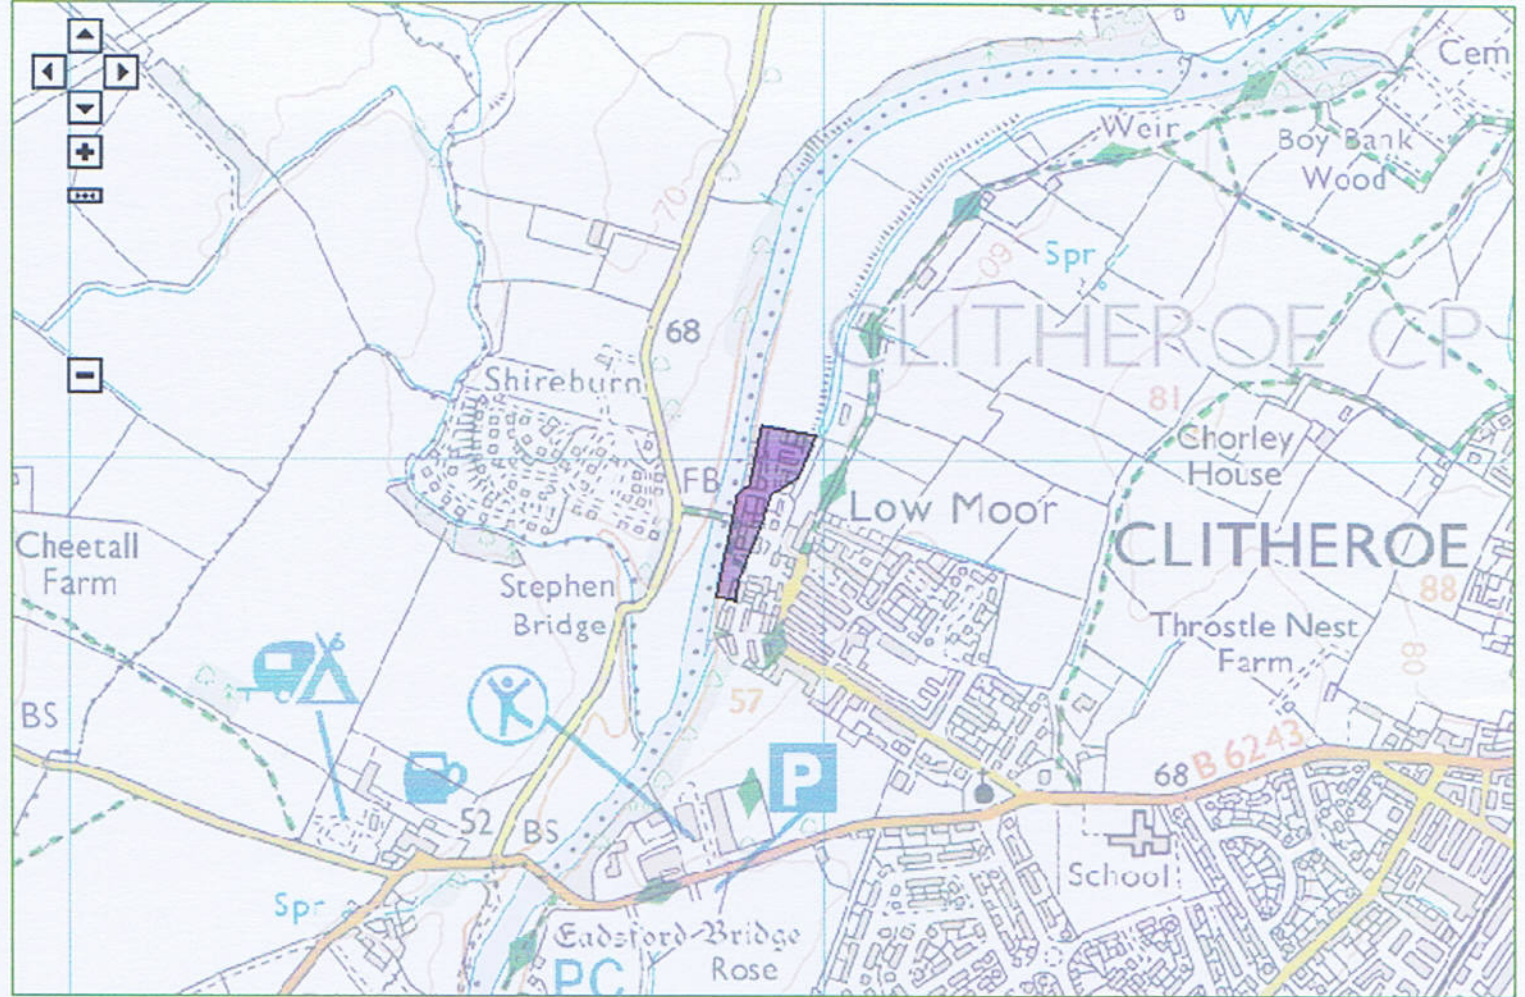 W
Cem
Weir
Boy Bank
Wood
70
60
Spr
CLITHEROE CP
68
Shireburn
81
Chorley
House
FB
Low Moor
CLITHEROE
Cheetall
Farm
88
Stephen
Bridge
Throstle Nest
Farm
80
BS
57
P
B 6243
68
52
BS
School
Spr
Eadsford Bridge
Rose
PC